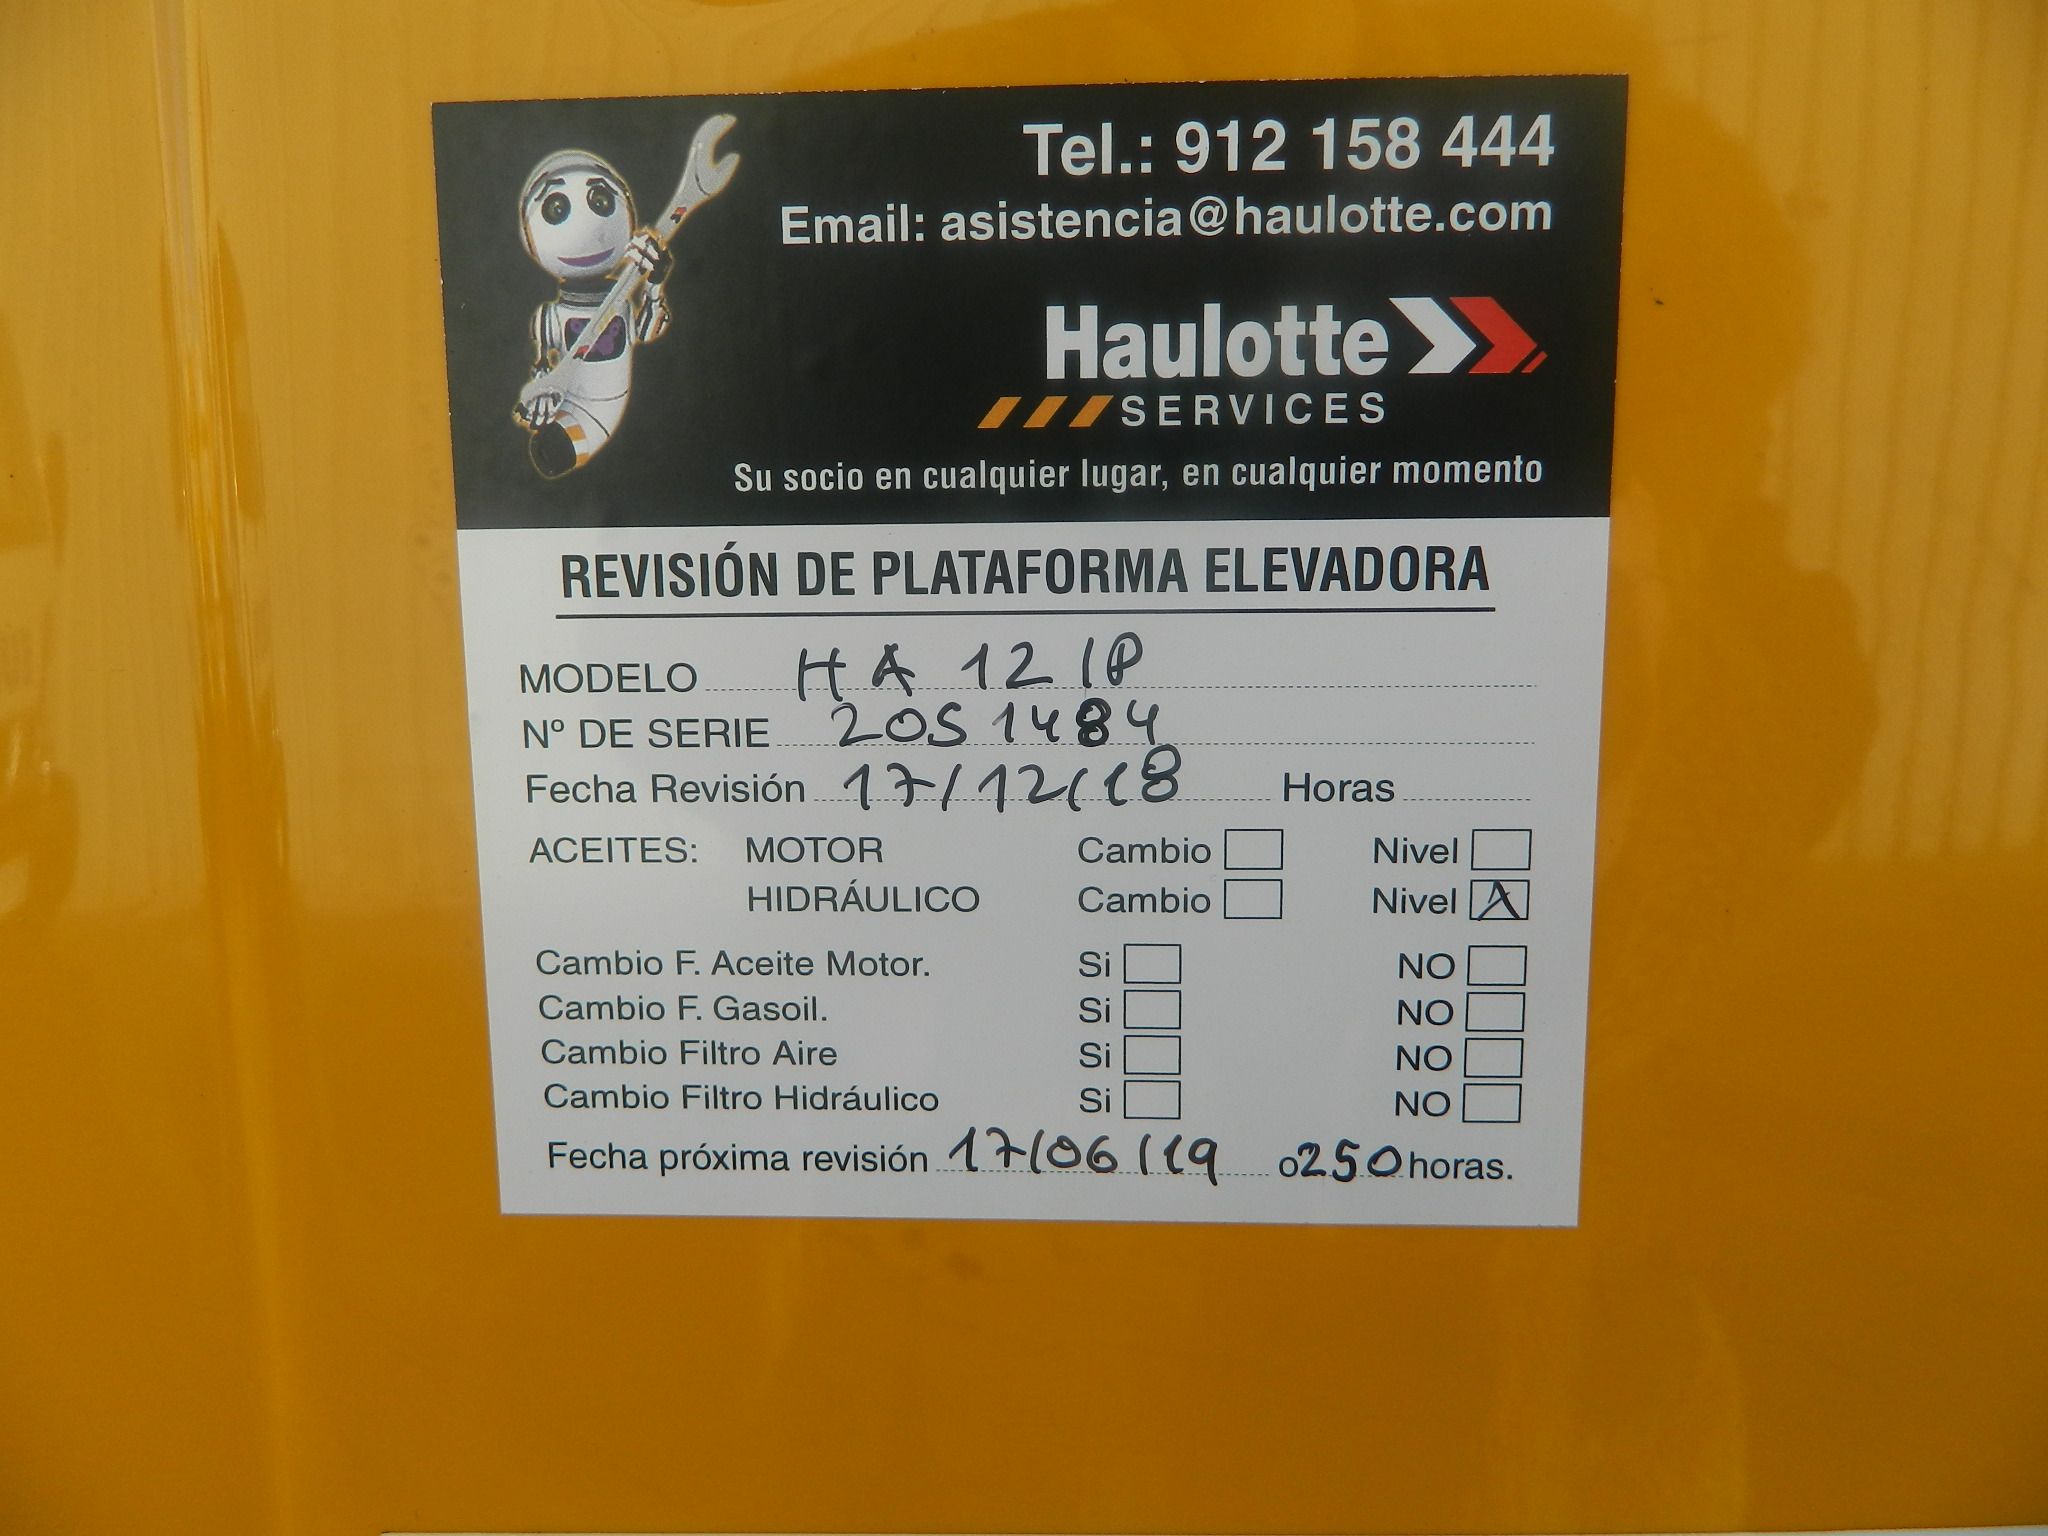 Tel.: 912 158 444
Email: asistencia@haulotte.com
Haulotte
SERVICES
Su socio en cualquier lugar, en cualquier momento
REVISIÓN DE PLATAFORMA ELEVADORA
MODELO HA 12 IP
Nº DE SERIE 2051484
Fecha Revisión 17/12/18 Horas
ACEITES: MOTOR Cambio Nivel
HIDRÁULICO Cambio Nivel X
Cambio F. Aceite Motor. Si NO
Cambio F. Gasoil. Si NO
Cambio Filtro Aire Si NO
Cambio Filtro Hidráulico Si NO
Fecha próxima revisión 17/06/19 o 250 horas.